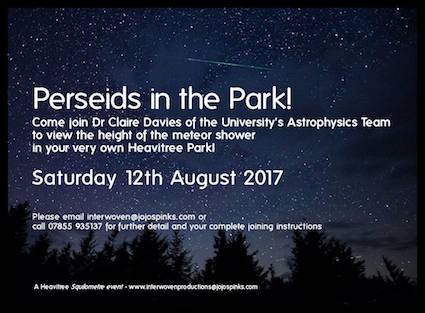 Perseids in the Park!
Come join Dr Claire Davies of the University's Astrophysics Team
to view the height of the meteor shower
in your very own Heavitree Park!
Saturday 12th August 2017
Please email interwoven@jojospinks.com or
call 07855 935137 for further detail and your complete joining instructions
A Heavitree Squilometre event - www.interwovenproductions@jojospinks.com